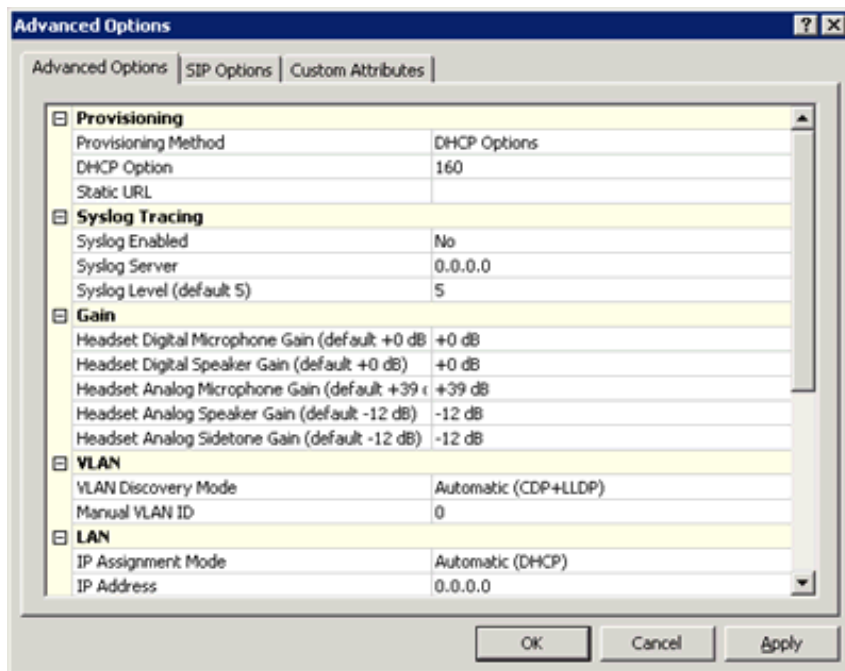 Advanced Options
Advanced Options SIP Options Custom Attributes
Provisioning
Provisioning Method DHCP Options
DHCP Option 160
Static URL
Syslog Tracing
Syslog Enabled No
Syslog Server 0.0.0.0
Syslog Level (default 5) 5
Gain
Headset Digital Microphone Gain (default +0 dB +0 dB
Headset Digital Speaker Gain (default +0 dB) +0 dB
Headset Analog Microphone Gain (default +39 +39 dB
Headset Analog Speaker Gain (default -12 dB) -12 dB
Headset Analog Sidetone Gain (default -12 dB) -12 dB
VLAN
VLAN Discovery Mode Automatic (CDP+LLDP)
Manual VLAN ID 0
LAN
IP Assignment Mode Automatic (DHCP)
IP Address 0.0.0.0
OK Cancel Apply